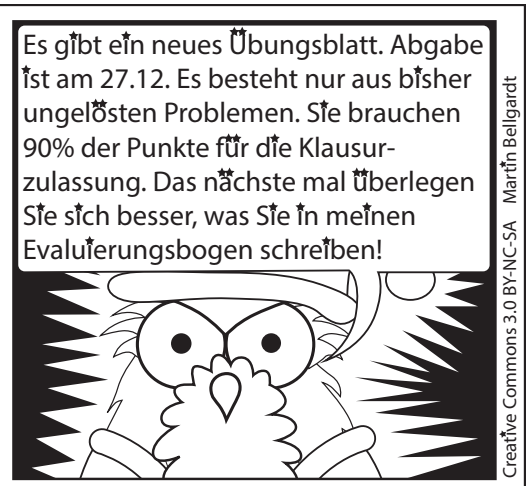 Es gibt ein neues Übungsblatt. Abgabe
ist am 27.12. Es besteht nur aus bisher
ungelösten Problemen. Sie brauchen
90% der Punkte für die Klausur-
zulassung. Das nächste mal überlegen
Sie sich besser, was Sie in meinen
Evaluierungsbogen schreiben!
Creative Commons 3.0 BY-NC-SA Martin Bellgardt